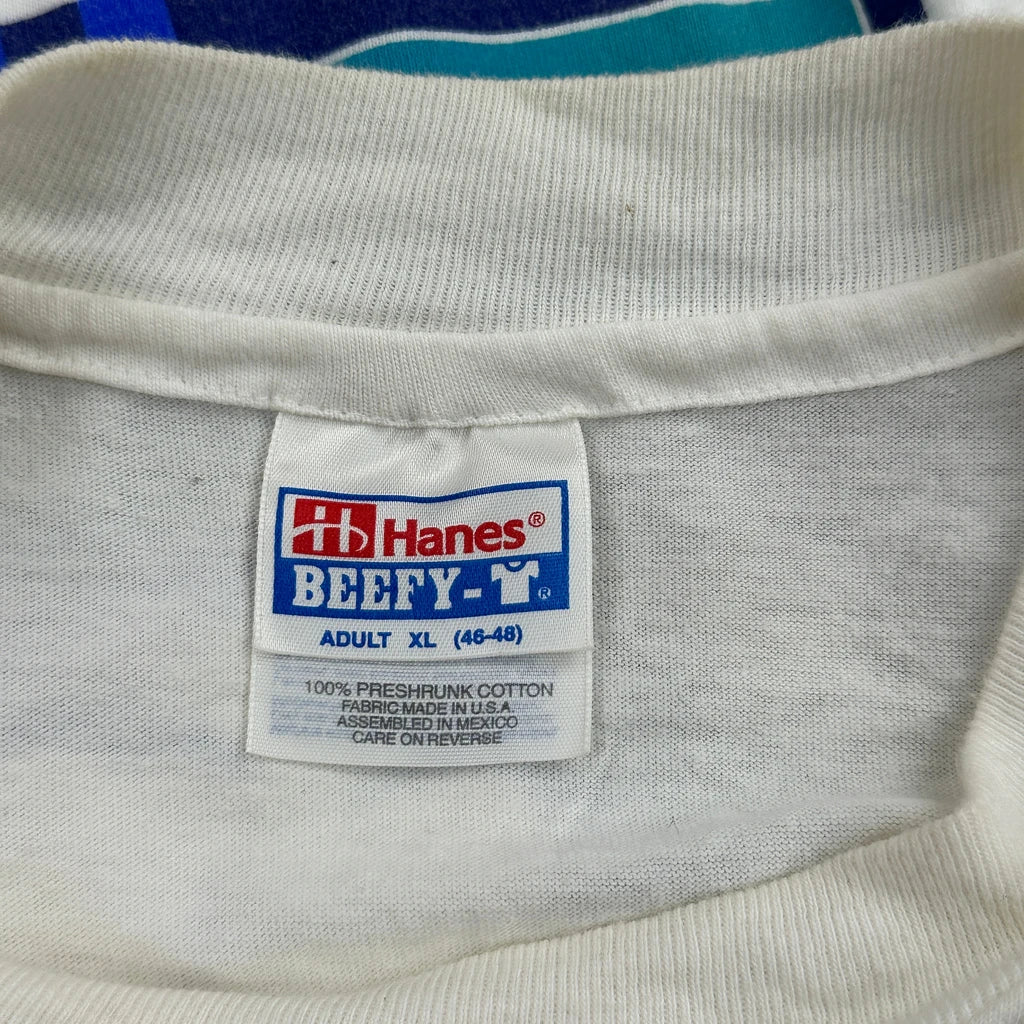 Hanes®
BEEFY-T®
ADULT XL (46-48)
100% PRESHRUNK COTTON
FABRIC MADE IN U.S.A
ASSEMBLED IN MEXICO
CARE ON REVERSE